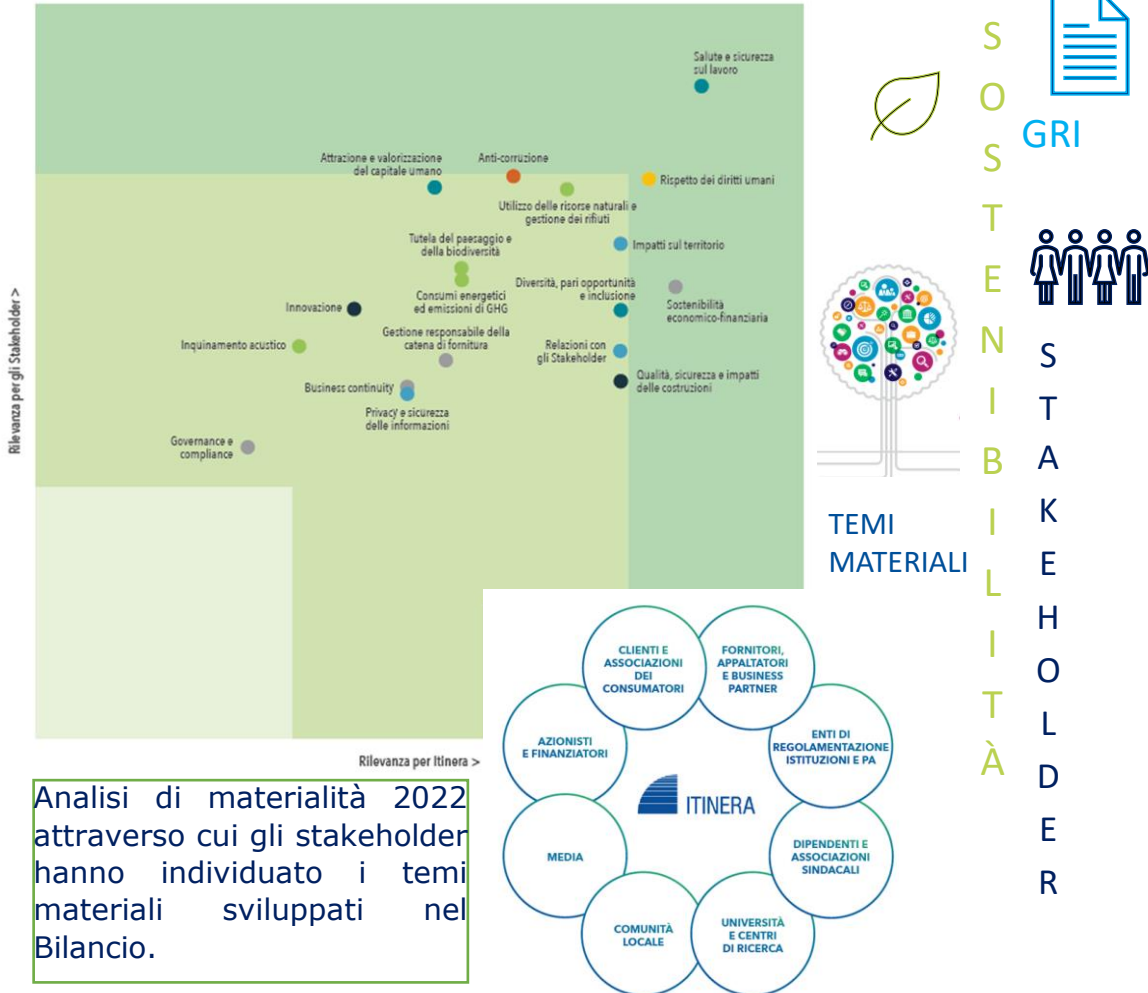 Salute e sicurezza
sul lavoro
Attrazione e valorizzazione
del capitale umano
Anti-corruzione
Rispetto dei diritti umani
Utilizzo delle risorse naturali e
gestione dei rifiuti
Tutela del paesaggio e
della biodiversità
Impatti sul territorio
Consumi energetici
ed emissioni di GHG
Diversità, pari opportunità
e inclusione
Sostenibilità
economico-finanziaria
Innovazione
Gestione responsabile della
catena di fornitura
Inquinamento acustico
Relazioni con
gli Stakeholder
Business continuity
Qualità, sicurezza e impatti
delle costruzioni
Privacy e sicurezza
delle informazioni
Governance e
compliance
Rilevanza per gli Stakeholder >
Rilevanza per Itinera >
Analisi di materialità 2022
attraverso cui gli stakeholder
hanno individuato i temi
materiali sviluppati nel
Bilancio.
CLIENTI E
ASSOCIAZIONI
DEI
CONSUMATORI
FORNITORI,
APPALTATORI
E BUSINESS
PARTNER
AZIONISTI
E FINANZIATORI
ENTI DI
REGOLAMENTAZIONE
ISTITUZIONI E PA
ITINERA
MEDIA
DIPENDENTI E
ASSOCIAZIONI
SINDACALI
COMUNITÀ
LOCALE
UNIVERSITÀ
E CENTRI
DI RICERCA
TEMI
MATERIALI
SOSTENIBILITÀ
GRI
STAKEHOLDER